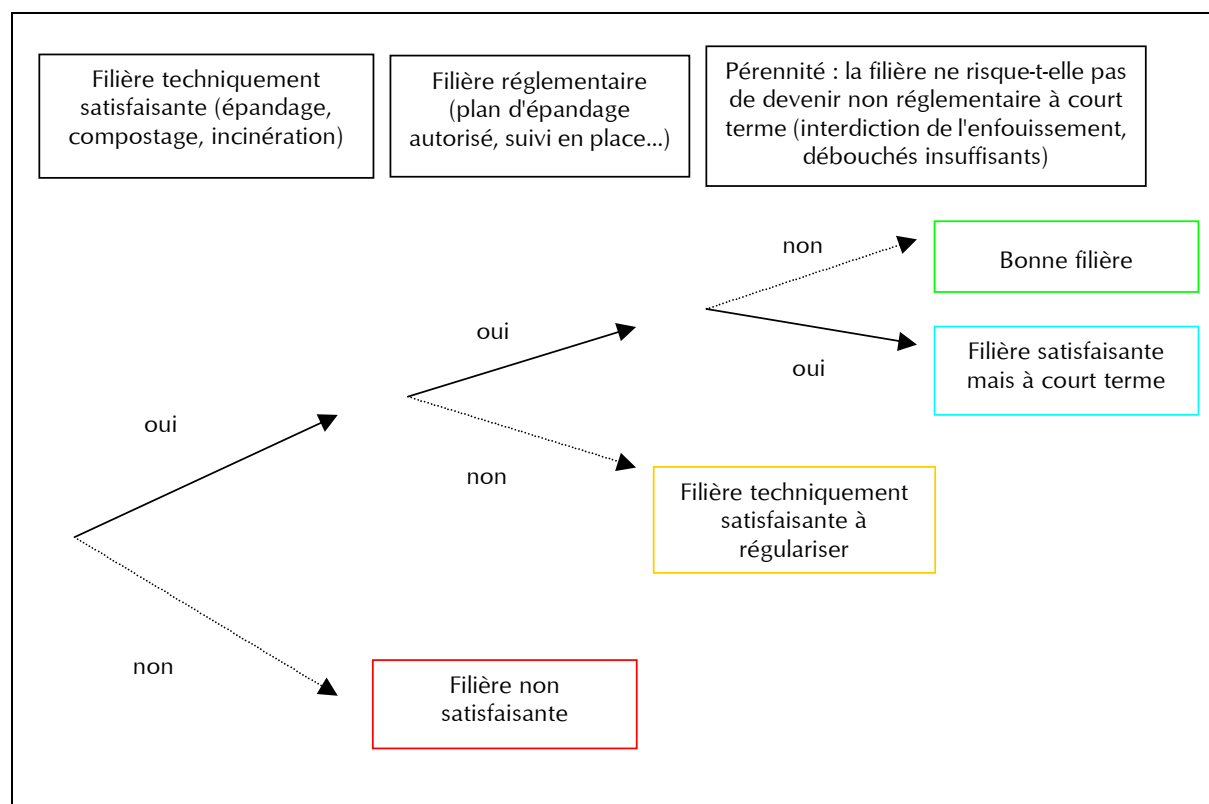 Filière techniquement
satisfaisante (épandage,
compostage, incinération)
Filière réglementaire
(plan d'épandage
autorisé, suivi en place...)
Pérennité : la filière ne risque-t-elle pas
de devenir non réglementaire à court
terme (interdiction de l'enfouissement,
débouchés insuffisants)
non
Bonne filière
oui
Filière satisfaisante
mais à court terme
oui
oui
non
Filière techniquement
satisfaisante à
régulariser
non
Filière non
satisfaisante